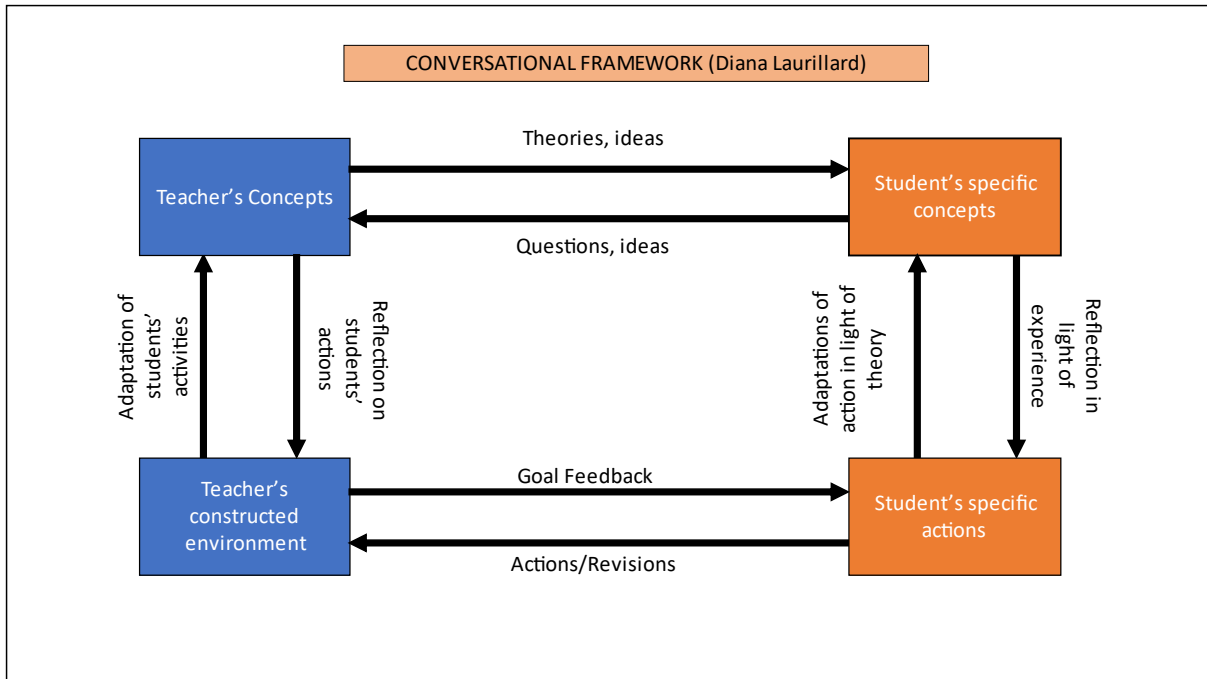 CONVERSATIONAL FRAMEWORK (Diana Laurillard)
Theories, ideas
Teacher’s Concepts
Student’s specific
concepts
Questions, ideas
Adaptation of
students’
activities
Reflection on
students’
actions
Adaptations of
action in light of
theory
Reflection in
light of
experience
Goal Feedback
Teacher’s
constructed
environment
Student’s specific
actions
Actions/Revisions